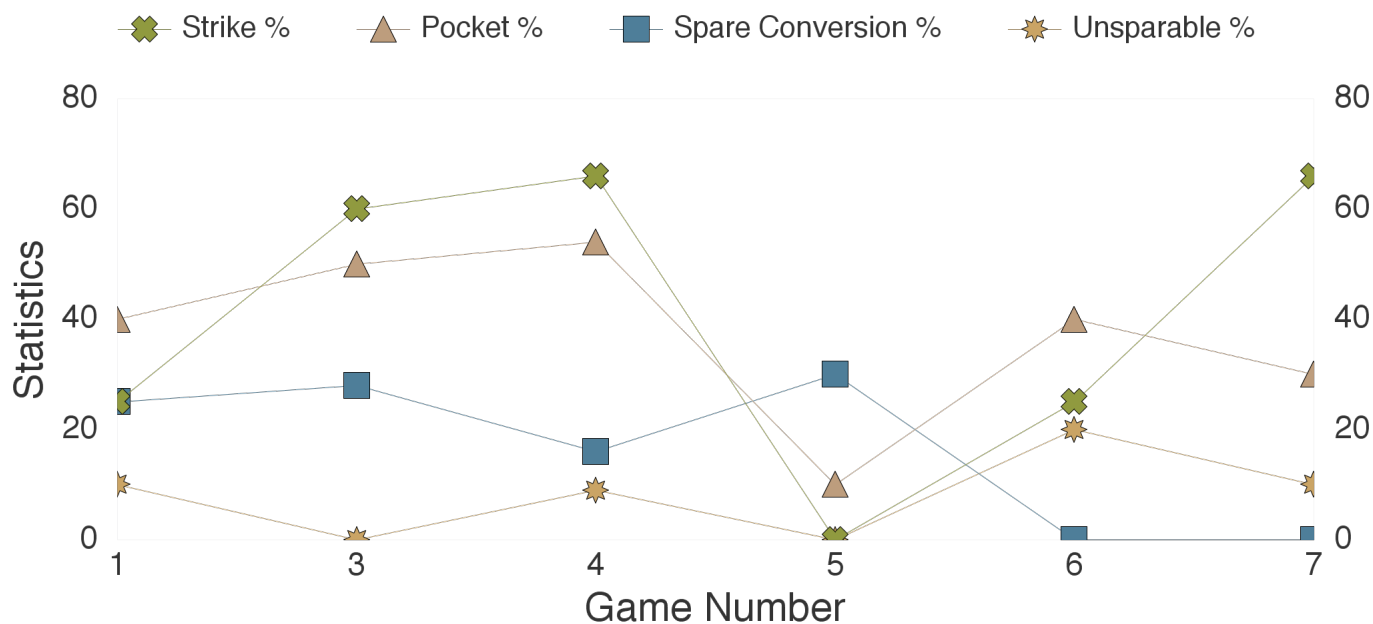 Strike % Pocket % Spare Conversion % Unsparable %
80 80
60 60
40 40
20 20
0 0
Statistics
1 3 4 5 6 7
Game Number